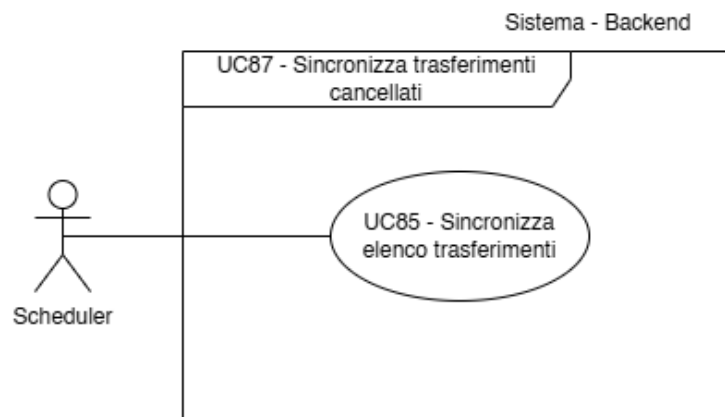 Sistema - Backend
UC87 - Sincronizza trasferimenti
cancellati
UC85 - Sincronizza
elenco trasferimenti
Scheduler